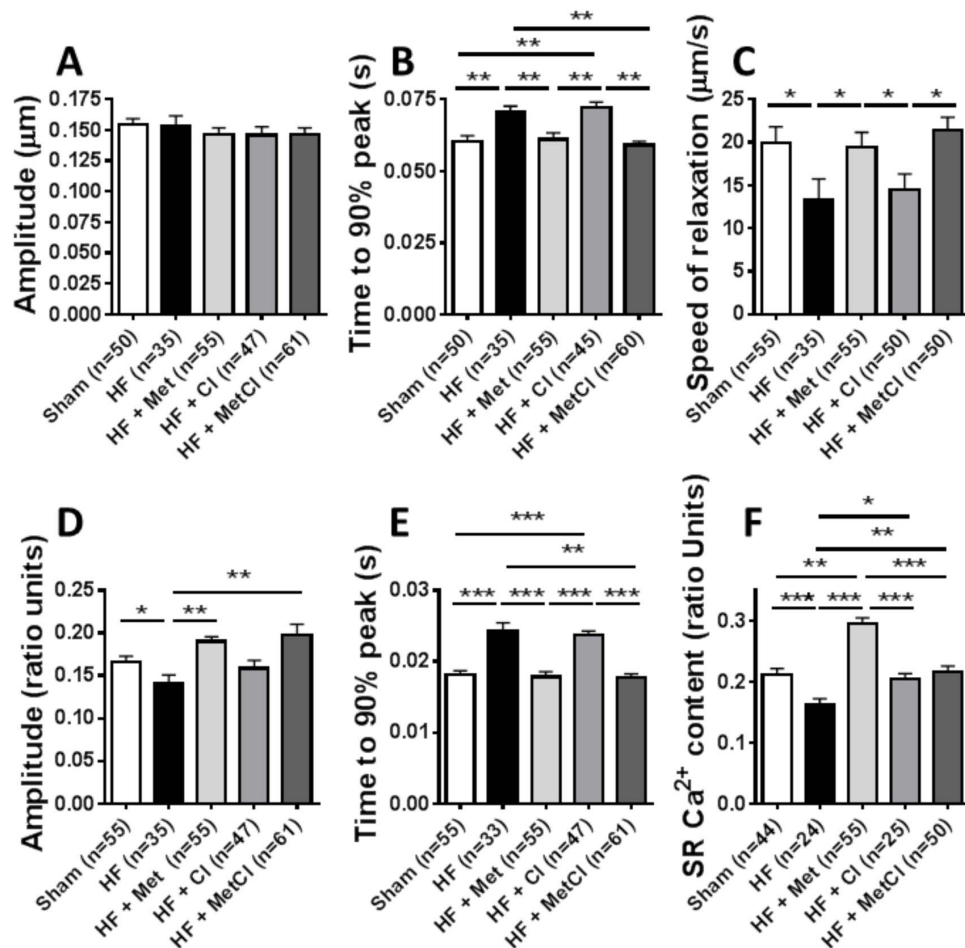 A
Amplitude (µm)
0.175
0.150
0.125
0.100
0.075
0.050
0.025
0.000
Sham (n=50)
HF (n=35)
HF + Met (n=55)
HF + Cl (n=47)
HF + MetCl (n=61)
B
Time to 90% peak (s)
**
**
** ** ** **
0.075
0.050
0.025
0.000
Sham (n=50)
HF (n=35)
HF + Met (n=55)
HF + Cl (n=45)
HF + MetCl (n=60)
C
Speed of relaxation (µm/s)
* * * *
25
20
15
10
5
0
Sham (n=55)
HF (n=35)
HF + Met (n=55)
HF + Cl (n=50)
HF + MetCl (n=50)
D
Amplitude (ratio units)
**
* **
0.25
0.20
0.15
0.10
0.05
0.00
Sham (n=55)
HF (n=35)
HF + Met (n=55)
HF + Cl (n=47)
HF + MetCl (n=61)
E
Time to 90% peak (s)
***
**
*** *** *** ***
0.03
0.02
0.01
0.00
Sham (n=55)
HF (n=33)
HF + Met (n=55)
HF + Cl (n=47)
HF + MetCl (n=61)
F
SR Ca2+ content (ratio Units)
*
**
** ***
*** *** ***
0.3
0.2
0.1
0.0
Sham (n=44)
HF (n=24)
HF + Met (n=55)
HF + Cl (n=25)
HF + MetCl (n=50)